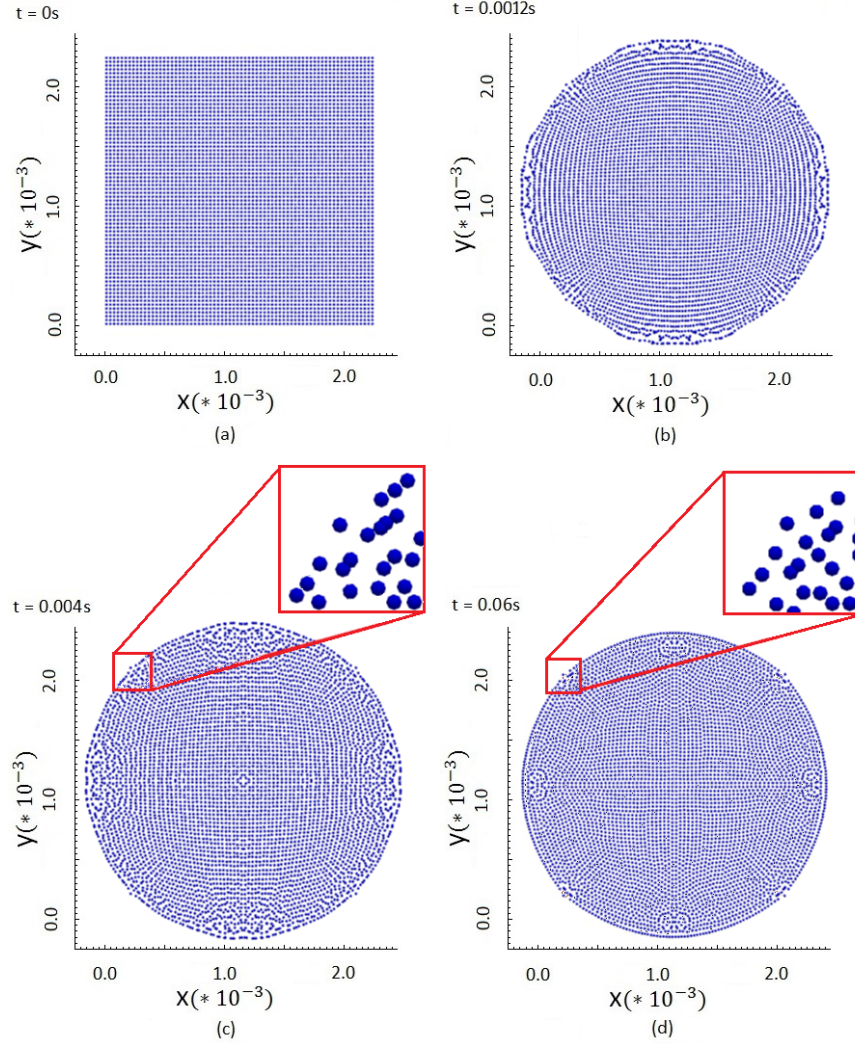 t = 0s
2.0
1.0
0.0
y(* 10⁻³)
0.0 1.0 2.0
x(* 10⁻³)
(a)
t = 0.0012s
2.0
1.0
0.0
y(* 10⁻³)
0.0 1.0 2.0
x(* 10⁻³)
(b)
t = 0.004s
2.0
1.0
0.0
y(* 10⁻³)
0.0 1.0 2.0
x(* 10⁻³)
(c)
t = 0.06s
2.0
1.0
0.0
y(* 10⁻³)
0.0 1.0 2.0
x(* 10⁻³)
(d)